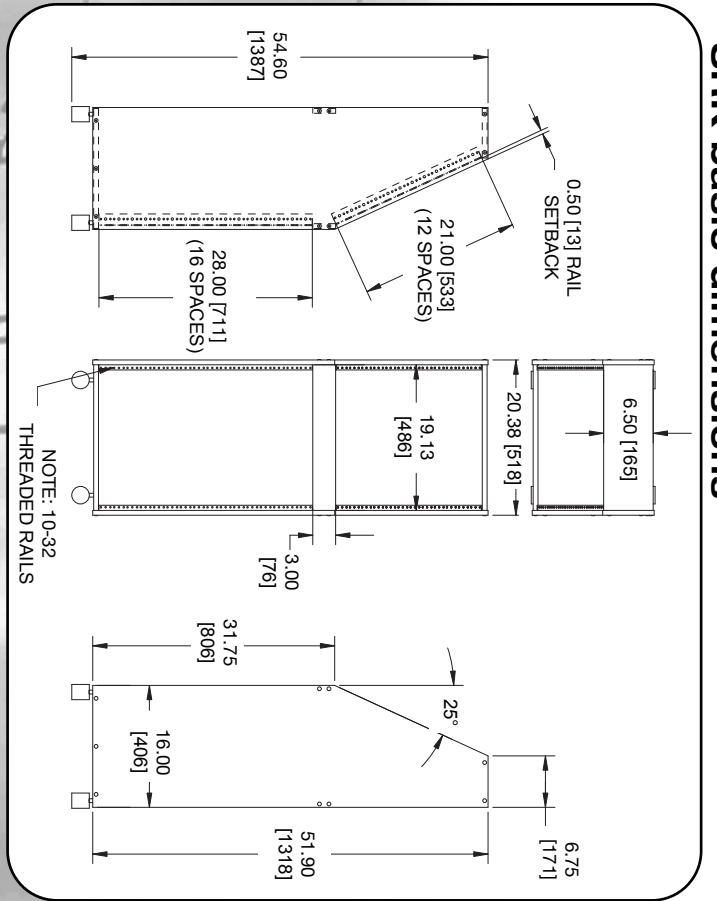 basic dimensions
6.50 [165]
0.50 [13] RAIL
SETBACK
20.38 [518]
6.75
[171]
21.00 [533]
(12 SPACES)
19.13
[486]
25°
54.60
[1387]
3.00
[76]
31.75
[806]
51.90
[1318]
28.00 [711]
(16 SPACES)
16.00
[406]
NOTE: 10-32
THREADED RAILS